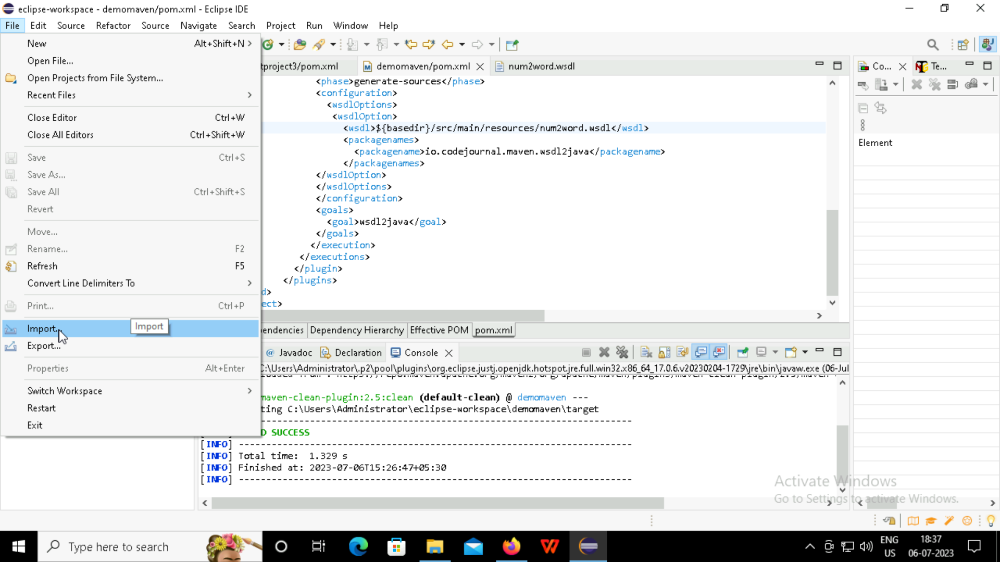 eclipse-workspace - demomaven/pom.xml - Eclipse IDE
File Edit Source Refactor Source Navigate Search Project Run Window Help
New Alt+Shift+N
Open File...
Open Projects from File System...
Recent Files
Close Editor Ctrl+W
Close All Editors Ctrl+Shift+W
Save Ctrl+S
Save As...
Save All Ctrl+Shift+S
Revert
Move...
Rename... F2
Refresh F5
Convert Line Delimiters To
Print... Ctrl+P
Import...
Import
Export...
Properties Alt+Enter
Switch Workspace
Restart
Exit
tproject3/pom.xml demomaven/pom.xml num2word.wsdl
<phase>generate-sources</phase>
<configuration>
<wsdlOptions>
<wsdlOption>
<wsdl>${basedir}/src/main/resources/num2word.wsdl</wsdl>
<packagenames>
<packagename>io.codejournal.maven.wsdl2java</packagename>
</packagenames>
</wsdlOption>
</wsdlOptions>
</configuration>
<goals>
<goal>wsdl2java</goal>
</goals>
</execution>
</executions>
</plugin>
</plugins>
d>
ect>
endencies Dependency Hierarchy Effective POM pom.xml
@ Javadoc Declaration Console
C:\Users\Administrator\.p2\pool\plugins\org.eclipse.justj.openjdk.hotspot.jre.full.win32.x86_64_17.0.6.v20230204-1729\jre\bin\javaw.exe (06-Jul
maven-clean-plugin:2.5:clean (default-clean) @ demomaven ---
ting C:\Users\Administrator\eclipse-workspace\demomaven\target
------------------------------------------------------------------------
D SUCCESS
[INFO] ------------------------------------------------------------------------
[INFO] Total time:  1.329 s
[INFO] Finished at: 2023-07-06T15:26:47+05:30
[INFO] ------------------------------------------------------------------------
Co... Te...
Element
Activate Windows
Go to Settings to activate Windows.
Type here to search
ENG
US
18:37
06-07-2023